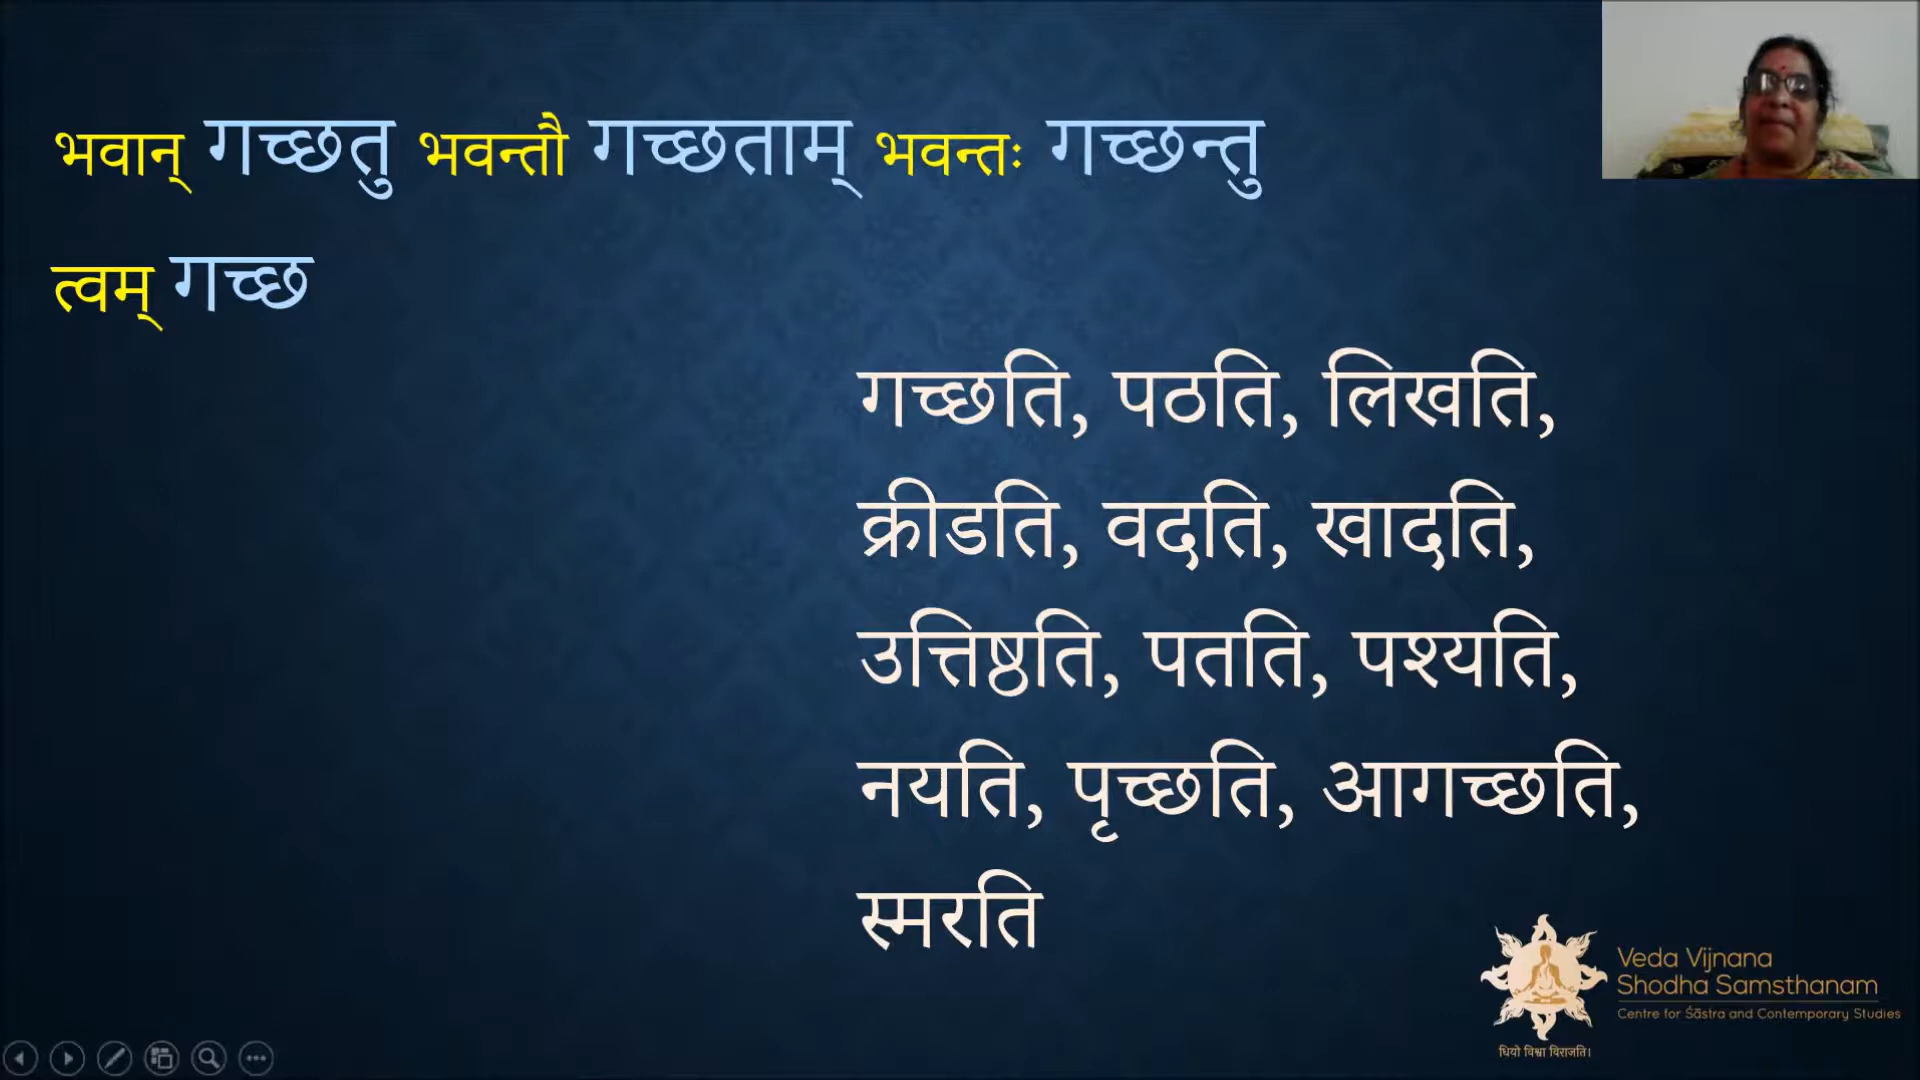 भवान् गच्छतु भवन्तौ गच्छताम् भवन्तः गच्छन्तु
त्वम् गच्छ
गच्छति, पठति, लिखति,
क्रीडति, वदति, खादति,
उत्तिष्ठति, पतति, पश्यति,
नयति, पृच्छति, आगच्छति,
स्मरति
Veda Vijnana
Shodha Samsthanam
Centre for Śāstra and Contemporary Studies
धियो विश्वा विराजति।